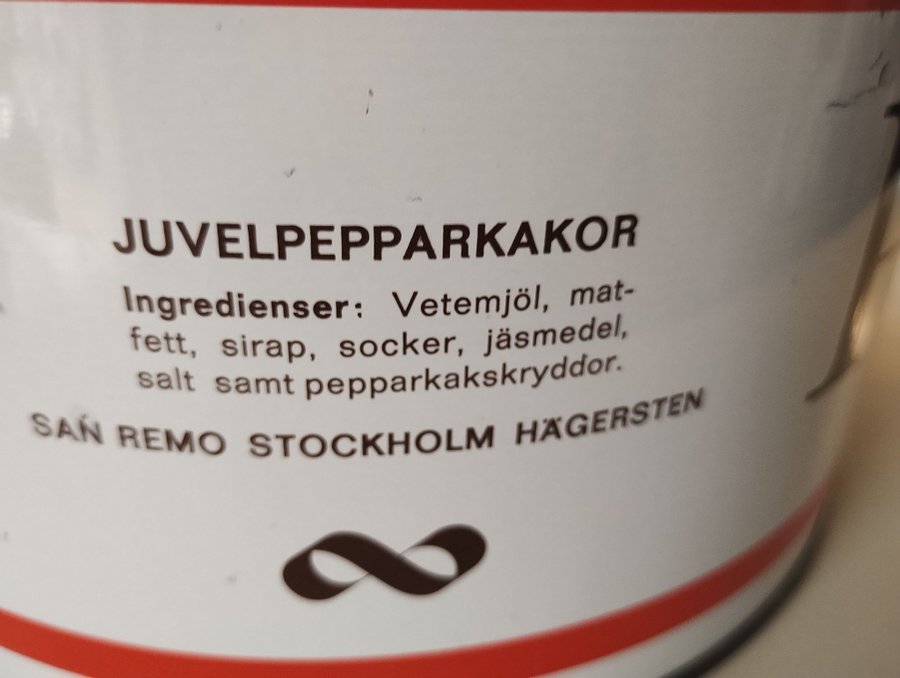 JUVELPEPPARKAKOR
Ingredienser: Vetemjöl, mat-
fett, sirap, socker, jäsmedel,
salt samt pepparkakskryddor.
SAN REMO STOCKHOLM HÄGERSTEN